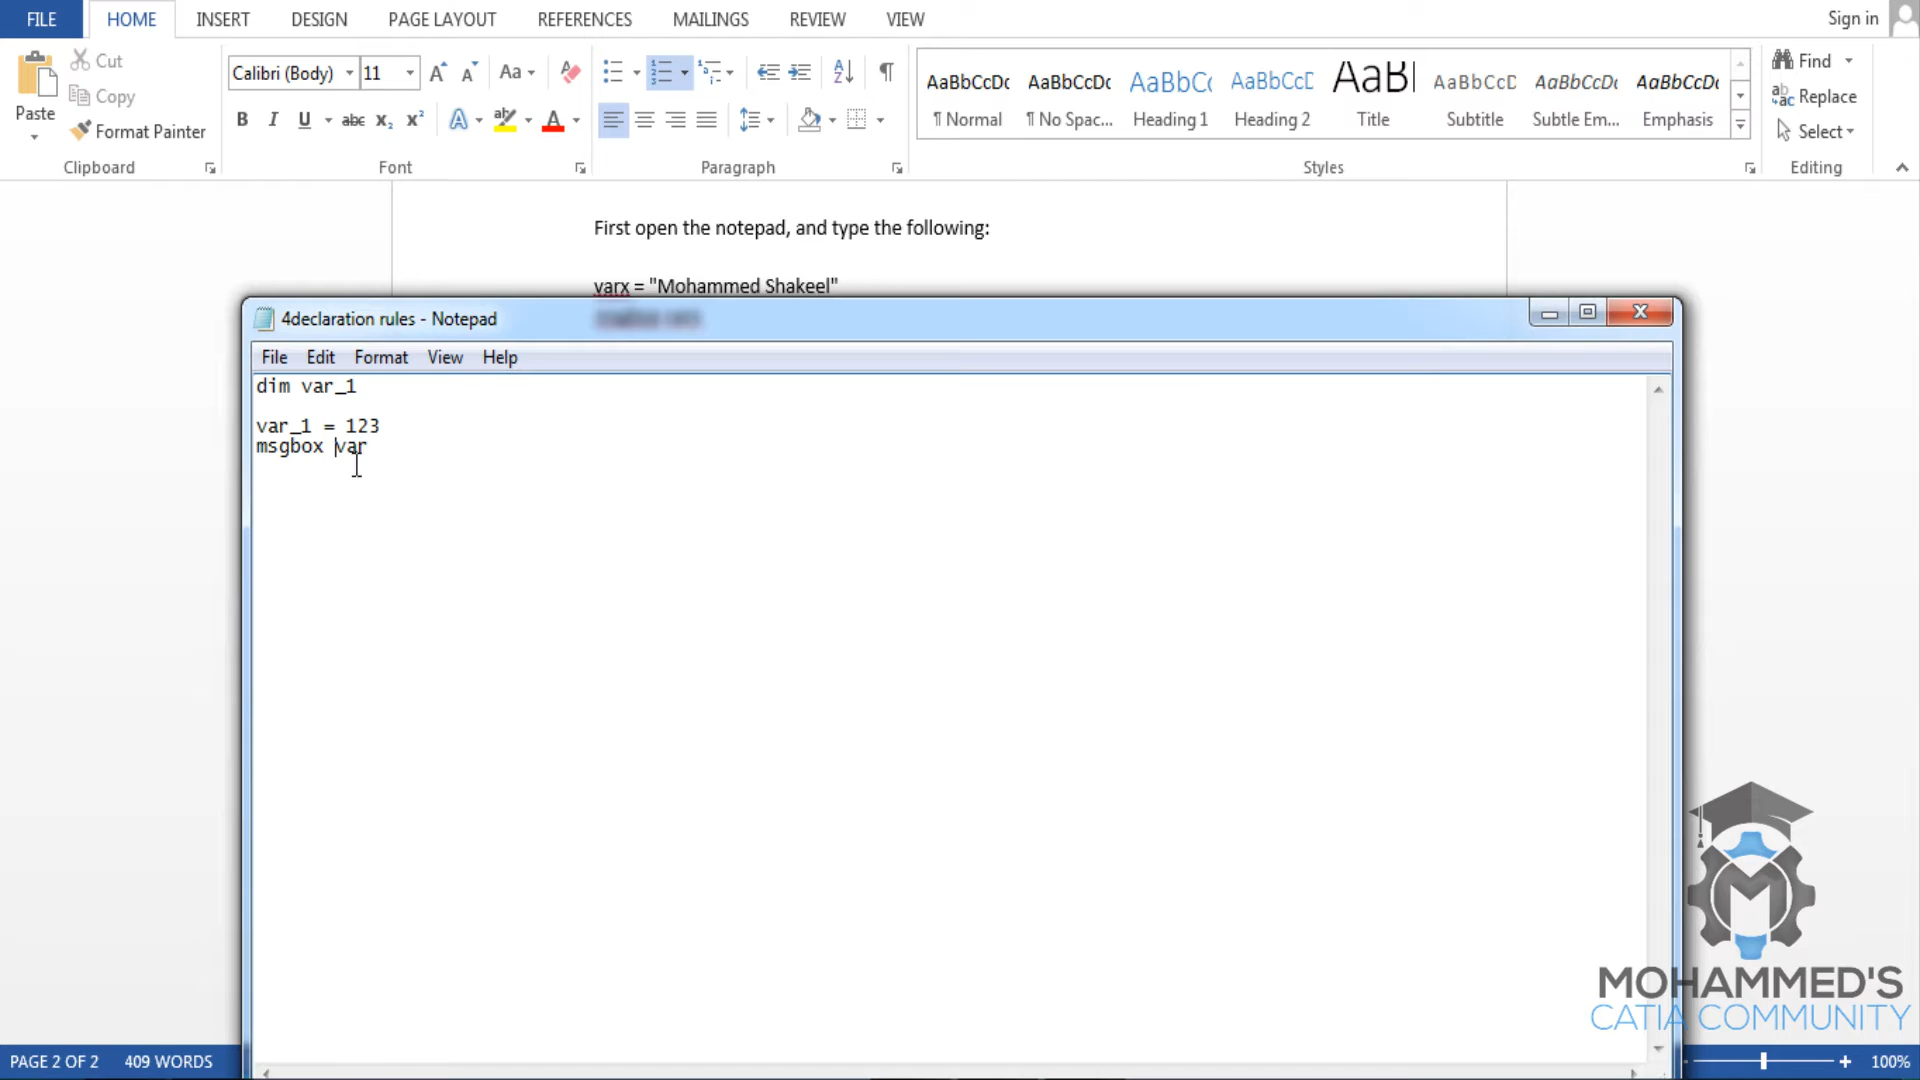 FILE HOME INSERT DESIGN PAGE LAYOUT REFERENCES MAILINGS REVIEW VIEW Sign in
Paste
Cut
Copy
Format Painter
Clipboard
Calibri (Body) 11
Aa
B I U abc X₂ X² A A
Font
Paragraph
AaBbCcDc AaBbCcDc AaBbC( AaBbCcD AaB AaBbCcD AaBbCcDc AaBbCcDc
¶ Normal ¶ No Spac... Heading 1 Heading 2 Title Subtitle Subtle Em... Emphasis
Styles
Find
Replace
Select
Editing
First open the notepad, and type the following:
varx = "Mohammed Shakeel"
4declaration rules - Notepad
File Edit Format View Help
dim var_1
var_1 = 123
msgbox var
MOHAMMED'S
CATIA COMMUNITY
PAGE 2 OF 2 409 WORDS 100%